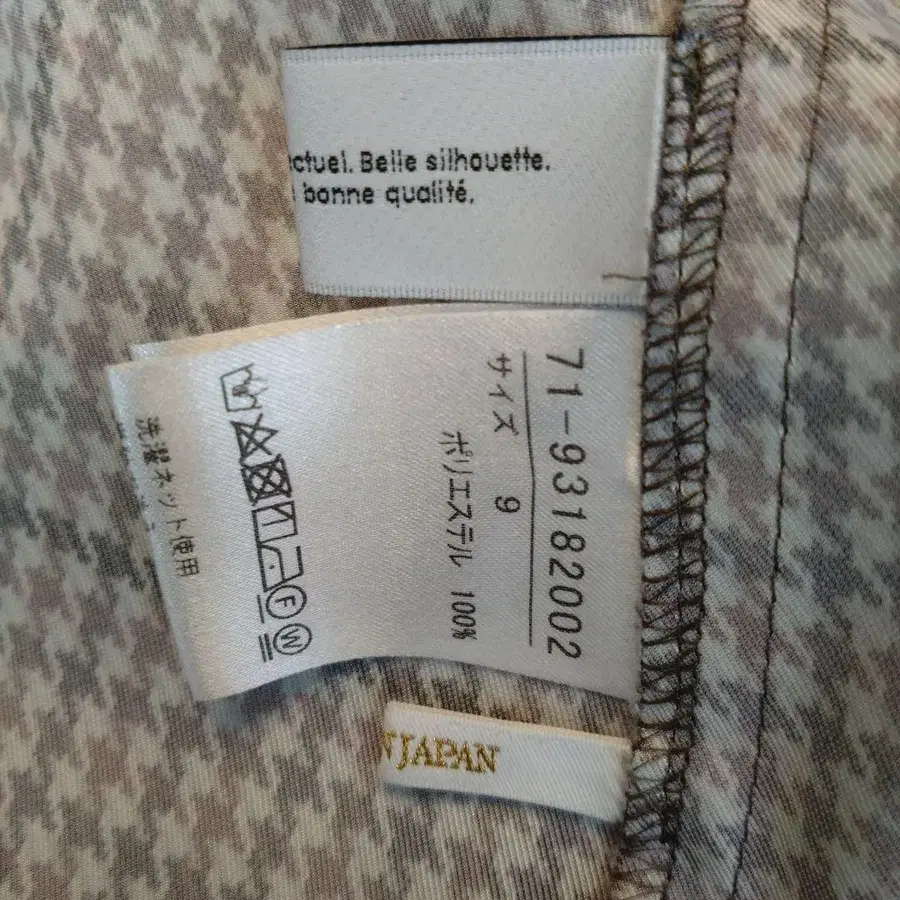 ctuel. Belle silhouette.
bonne qualité.
71-93182002
サイズ 9
ポリエステル 100%
F
W
洗濯ネット使用
N JAPAN